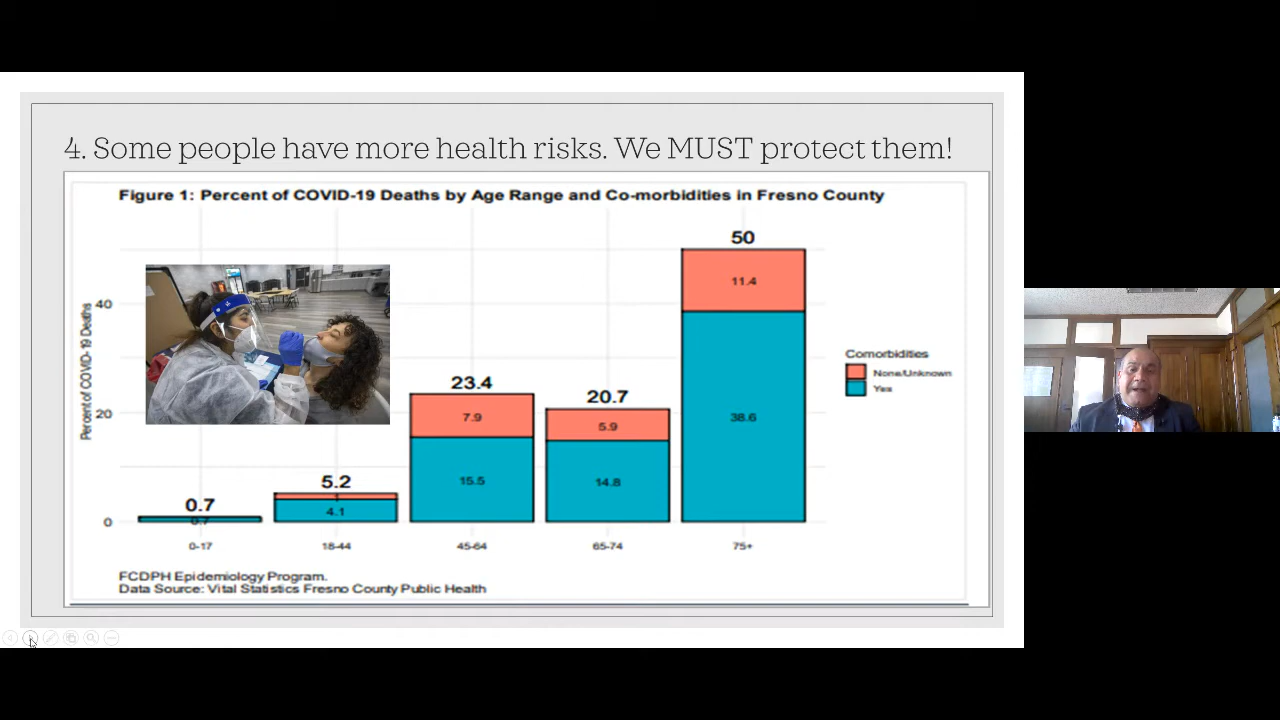 4. Some people have more health risks. We MUST protect them!
Figure 1: Percent of COVID-19 Deaths by Age Range and Co-morbidities in Fresno County
Percent of COVID-19 Deaths
40
20
0
0.7
0.7
5.2
1
4.1
23.4
7.9
15.5
20.7
5.9
14.8
50
11.4
38.6
0-17
18-44
45-64
65-74
75+
Comorbidities
None/Unknown
Yes
FCDPH Epidemiology Program.
Data Source: Vital Statistics Fresno County Public Health